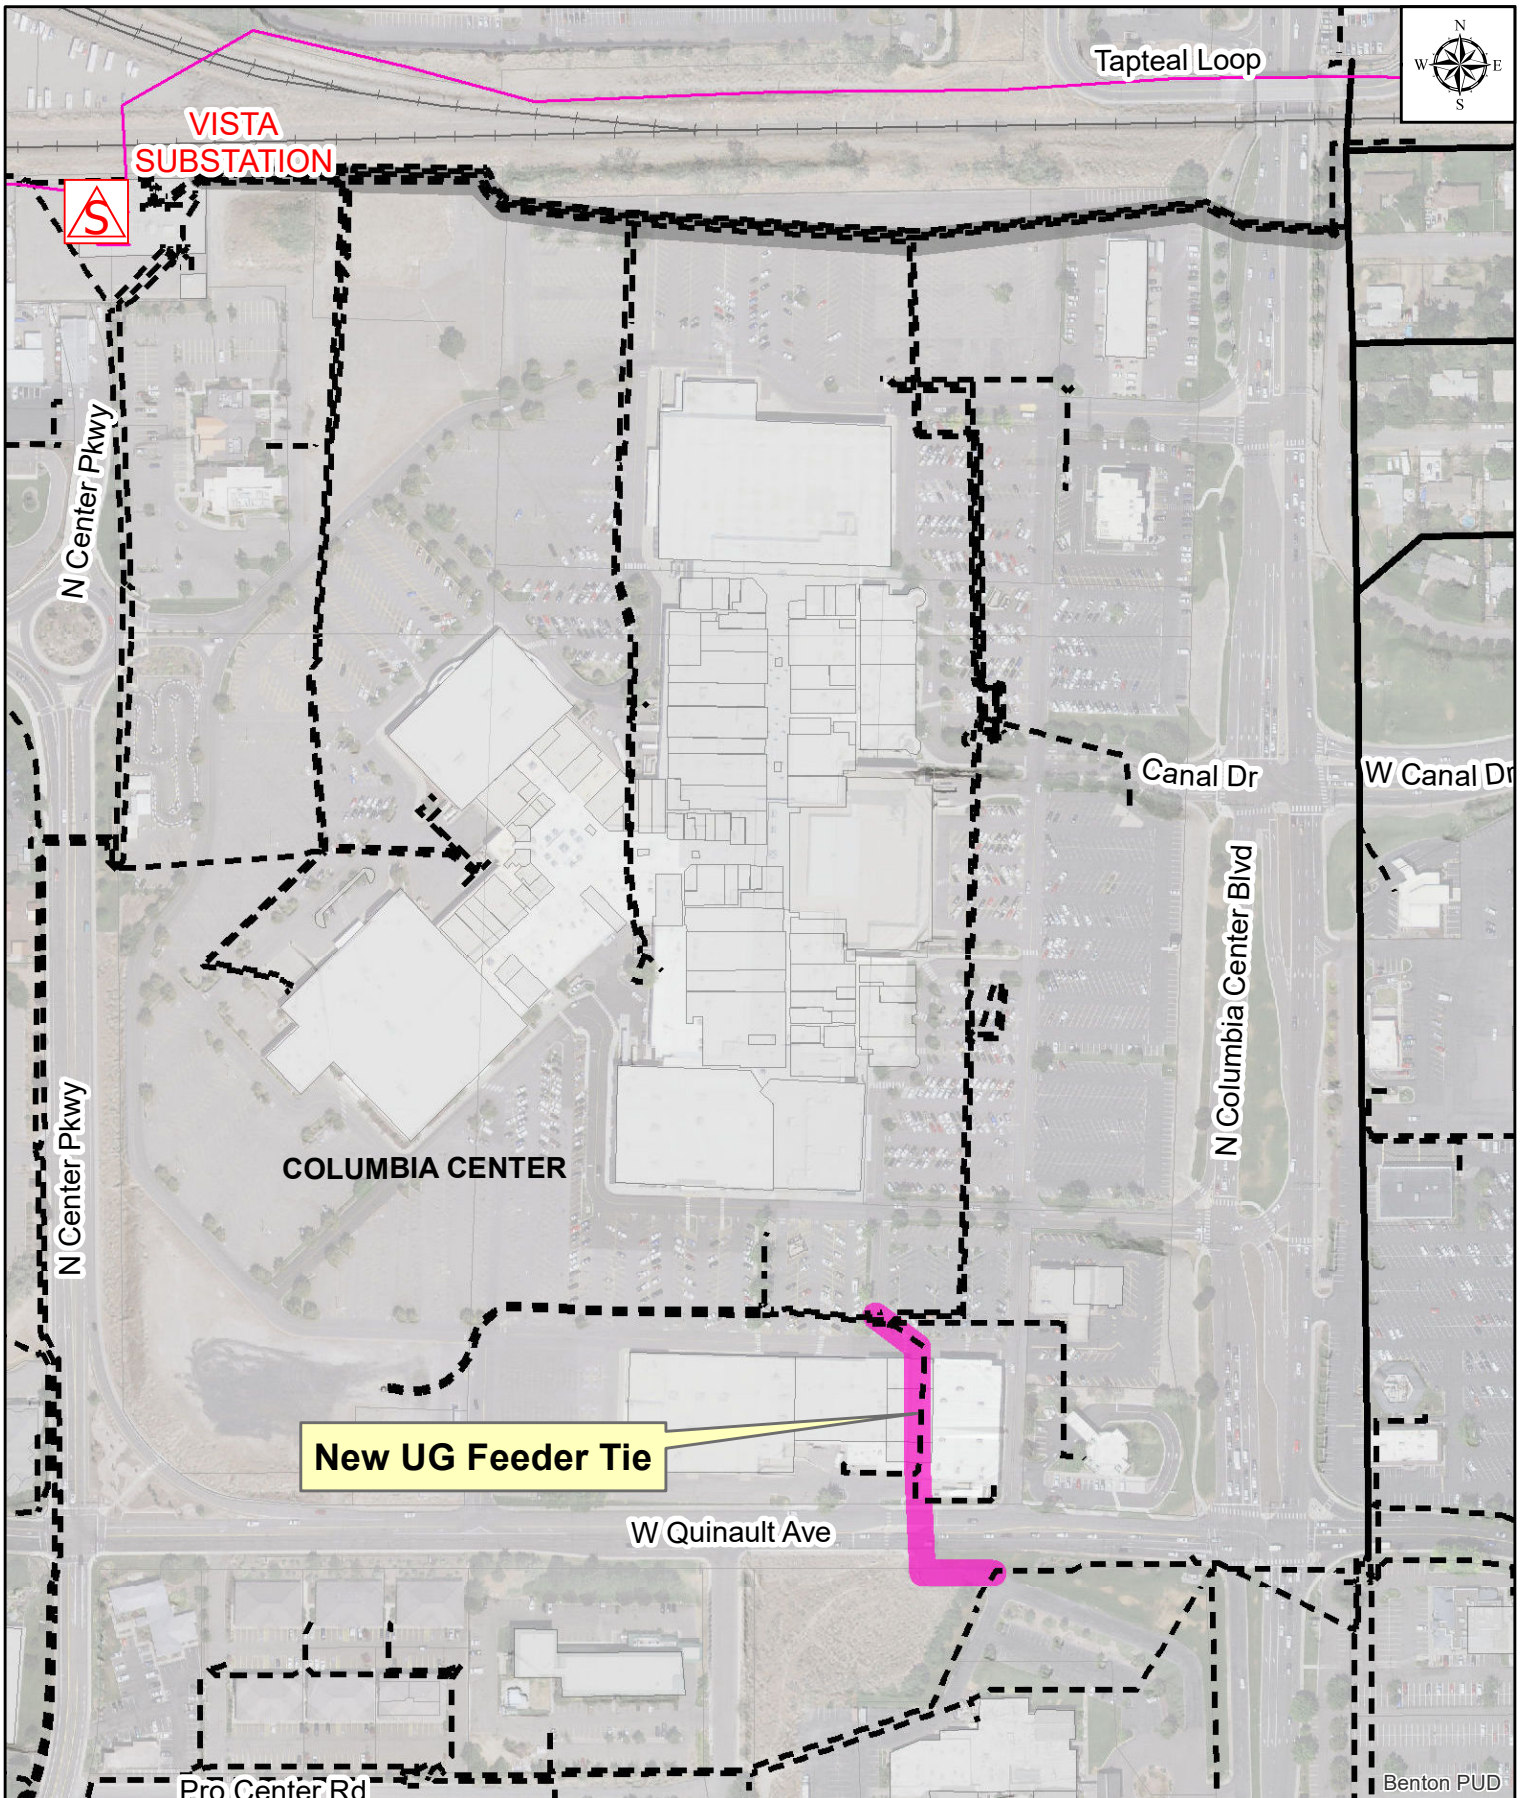 N
W E
S
Tapteal Loop
VISTA
SUBSTATION
S
N Center Pkwy
Canal Dr
W Canal Dr
N Columbia Center Blvd
N Center Pkwy
COLUMBIA CENTER
New UG Feeder Tie
W Quinault Ave
Pro Center Rd
Benton PUD